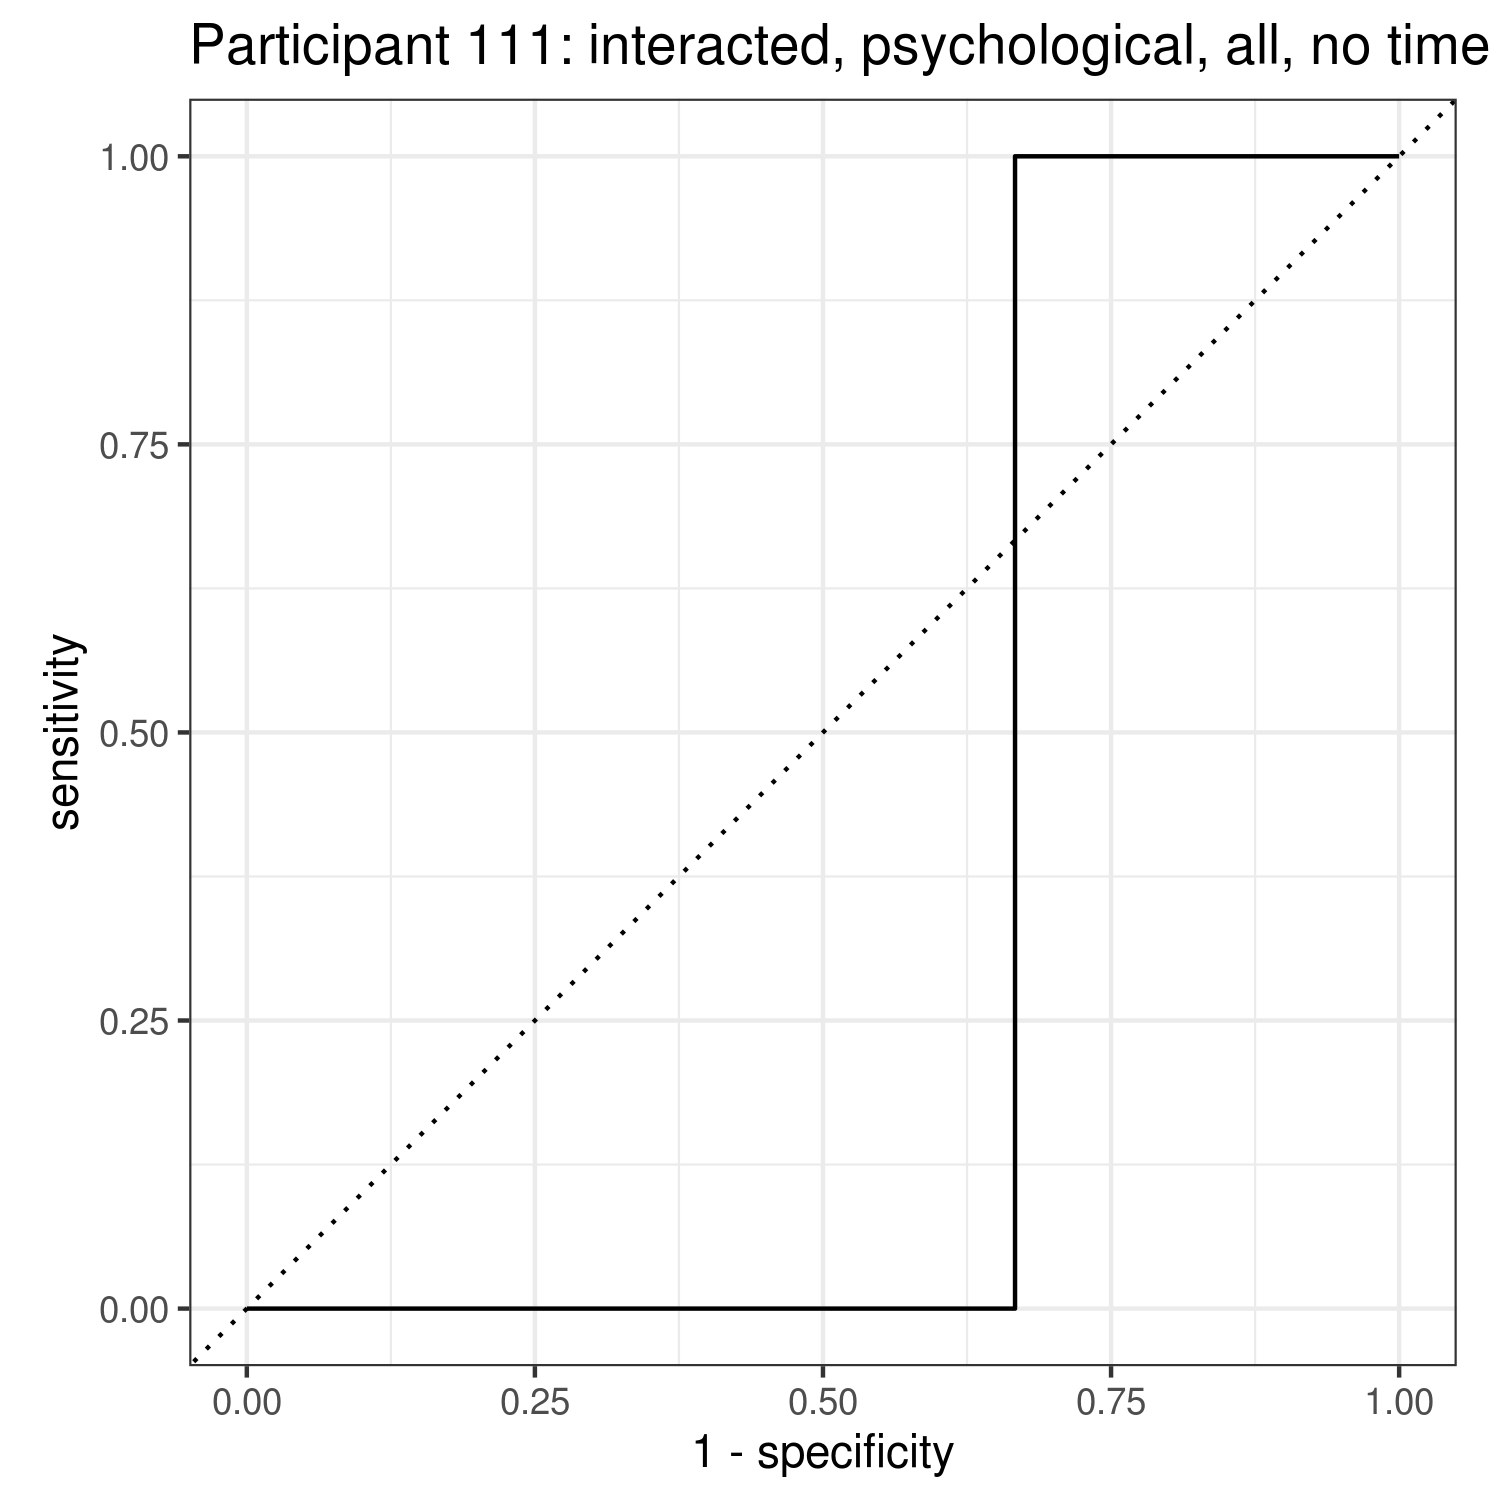 Participant 111: interacted, psychological, all, no time
1.00
0.75
0.50
0.25
0.00
sensitivity
0.00 0.25 0.50 0.75 1.00
1 - specificity